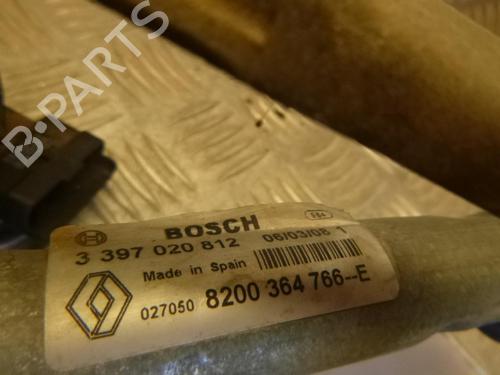 B-PARTS
BOSCH
3 397 020 812 06/03/08 1
Made in Spain
027050 8200 364 766--E